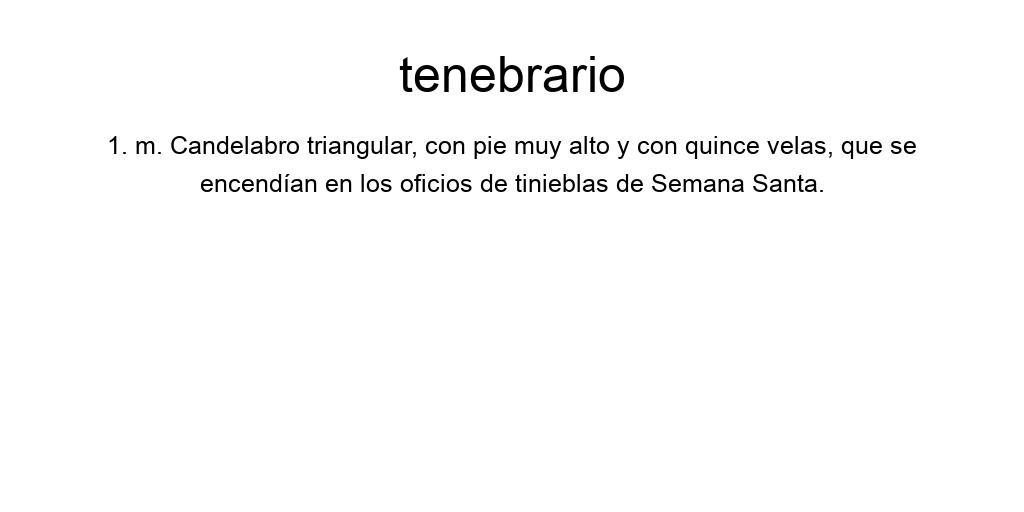 tenebrario
1. m. Candelabro triangular, con pie muy alto y con quince velas, que se
encendían en los oficios de tinieblas de Semana Santa.